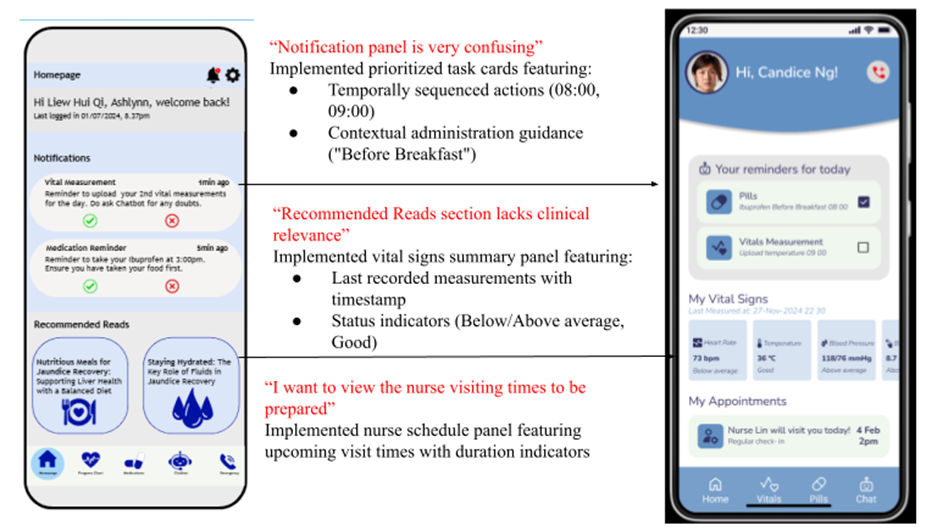 Homepage
Hi Liew Hui Qi, Ashlynn, welcome back!
Last logged in 01/07/2024, 8.37pm
Notifications
Vital Measurement 1min ago
Reminder to upload your 2nd vital measurements
for the day. Do ask Chatbot for any doubts.
Medication Reminder 5min ago
Reminder to take your Ibuprofen at 3:00pm.
Ensure you have taken your food first.
Recommended Reads
Nutritious Meals for
Jaundice Recovery:
Supporting Liver Health
with a Balanced Diet
Staying Hydrated: The
Key Role of Fluids in
Jaundice Recovery
Homepage
Progress Chart
Medications
Chatbot
Emergency
“Notification panel is very confusing”
Implemented prioritized task cards featuring:
● Temporally sequenced actions (08:00,
09:00)
● Contextual administration guidance
("Before Breakfast")
“Recommended Reads section lacks clinical
relevance”
Implemented vital signs summary panel featuring:
● Last recorded measurements with
timestamp
● Status indicators (Below/Above average,
Good)
“I want to view the nurse visiting times to be
prepared”
Implemented nurse schedule panel featuring
upcoming visit times with duration indicators
12:30
Hi, Candice Ng!
Your reminders for today
Pills
Ibuprofen Before Breakfast 08 00
Vitals Measurement
Upload temperature 09 00
My Vital Signs
Last Measured at: 27-Nov-2024 22 30
Heart Rate
73 bpm
Below average
Temperature
36 °C
Good
Blood Pressure
118/76 mmHg
Above average
8.7
My Appointments
Nurse Lin will visit you today! 4 Feb
Regular check- in 2pm
Home
Vitals
Pills
Chat